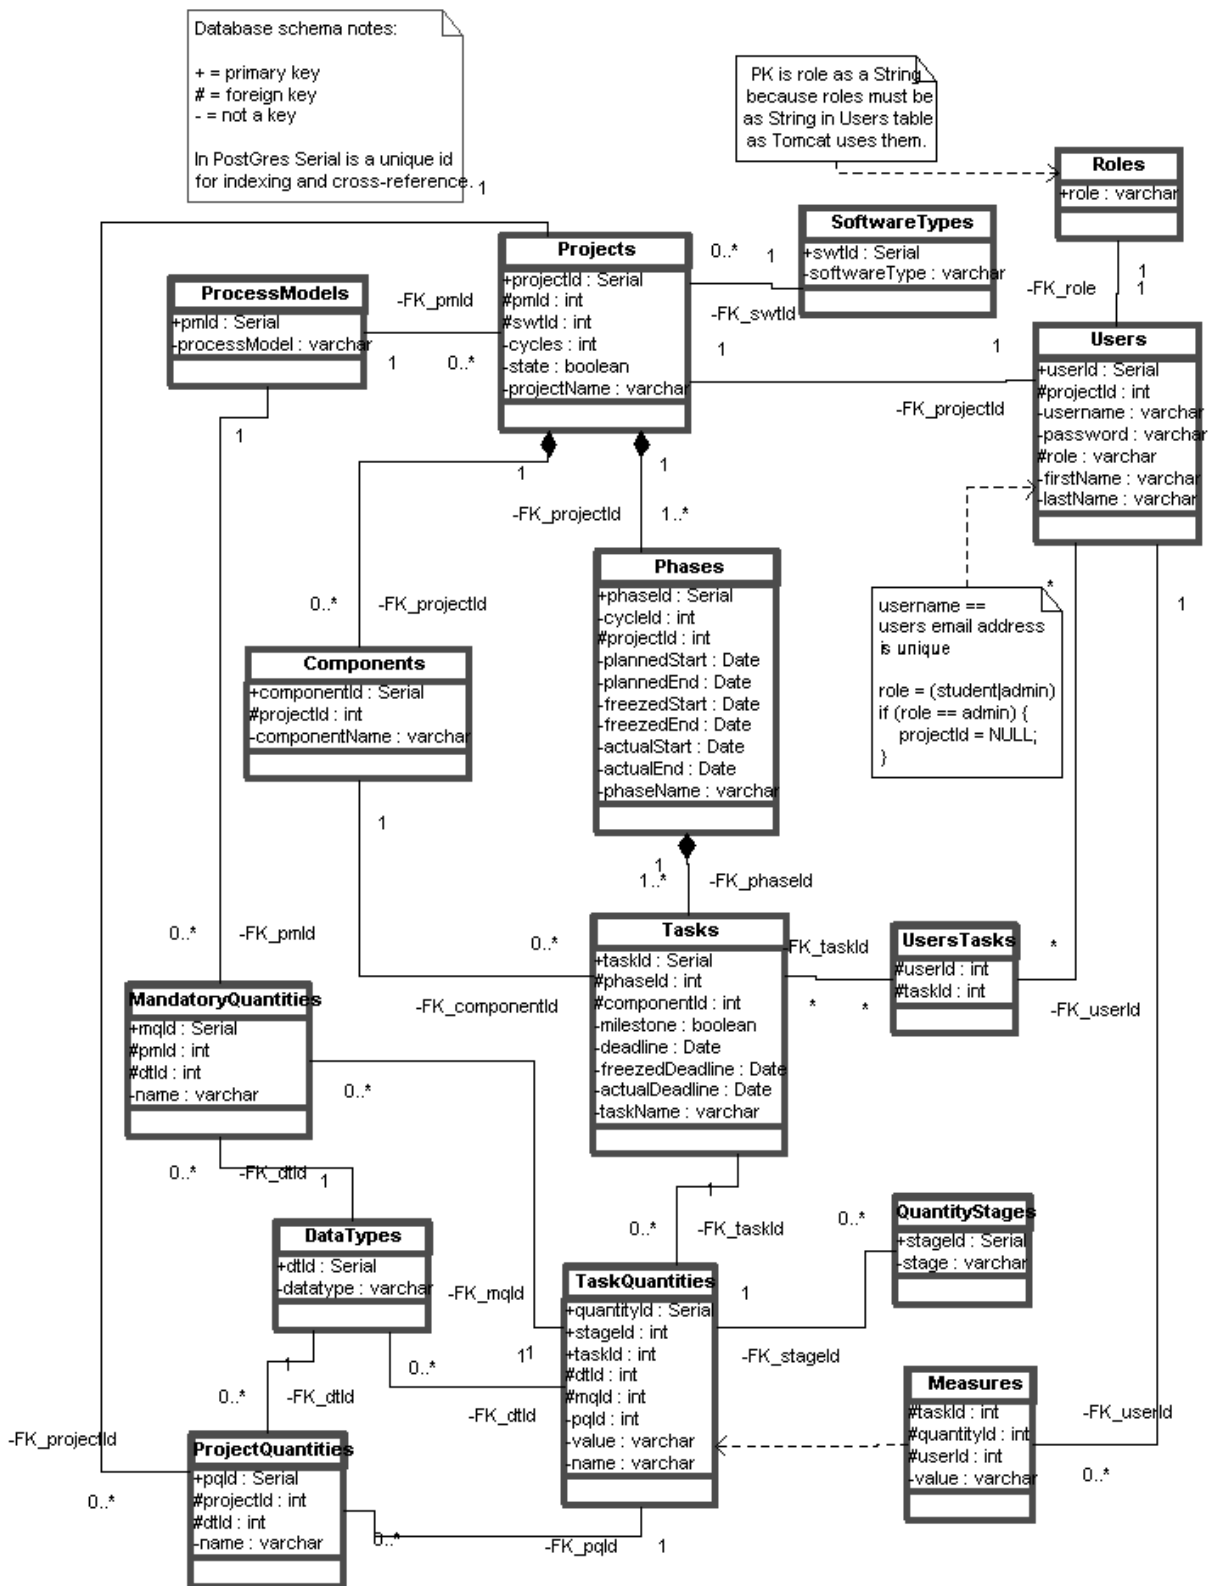 Database schema notes:
+ = primary key
# = foreign key
- = not a key
In PostGres Serial is a unique id
for indexing and cross-reference.
1
PK is role as a String
because roles must be
as String in Users table
as Tomcat uses them.
Roles
+role : varchar
SoftwareTypes
+swtId : Serial
-softwareType : varchar
0..*
1
-FK_swtId
Projects
+projectId : Serial
#pmId : int
#swtId : int
-cycles : int
-state : boolean
-projectName : varchar
ProcessModels
+pmId : Serial
-processModel : varchar
-FK_pmId
1
0..*
1
1
-FK_role
1
1
-FK_projectId
Users
+userId : Serial
#projectId : int
-username : varchar
-password : varchar
#role : varchar
-firstName : varchar
-lastName : varchar
1
1
1
-FK_projectId
1..*
0..*
-FK_projectId
Phases
+phaseId : Serial
-cycleId : int
#projectId : int
-plannedStart : Date
-plannedEnd : Date
-freezedStart : Date
-freezedEnd : Date
-actualStart : Date
-actualEnd : Date
-phaseName : varchar
username ==
users email address
is unique
role = (student|admin)
if (role == admin) {
projectId = NULL;
}
*
1
Components
+componentId : Serial
#projectId : int
-componentName : varchar
1
1
1..*
-FK_phaseId
0..*
-FK_pmId
0..*
-FK_componentId
Tasks
+taskId : Serial
#phaseId : int
#componentId : int
-milestone : boolean
-deadline : Date
-freezedDeadline : Date
-actualDeadline : Date
-taskName : varchar
-FK_taskId
*
*
UsersTasks
#userId : int
#taskId : int
*
-FK_userId
MandatoryQuantities
+mqId : Serial
#pmId : int
#dtId : int
-name : varchar
0..*
0..*
-FK_dtId
1
1
0..*
-FK_taskId
0..*
QuantityStages
+stageId : Serial
-stage : varchar
DataTypes
+dtId : Serial
-datatype : varchar
-FK_mqId
TaskQuantities
+quantityId : Serial
+stageId : int
+taskId : int
#dtId : int
#mqId : int
-pqId : int
-value : varchar
-name : varchar
1
-FK_stageId
1
1
0..*
-FK_dtId
1
0..*
-FK_dtId
Measures
#taskId : int
#quantityId : int
#userId : int
-value : varchar
-FK_userId
0..*
-FK_projectId
0..*
ProjectQuantities
+pqId : Serial
#projectId : int
#dtId : int
-name : varchar
0..*
-FK_pqId
1